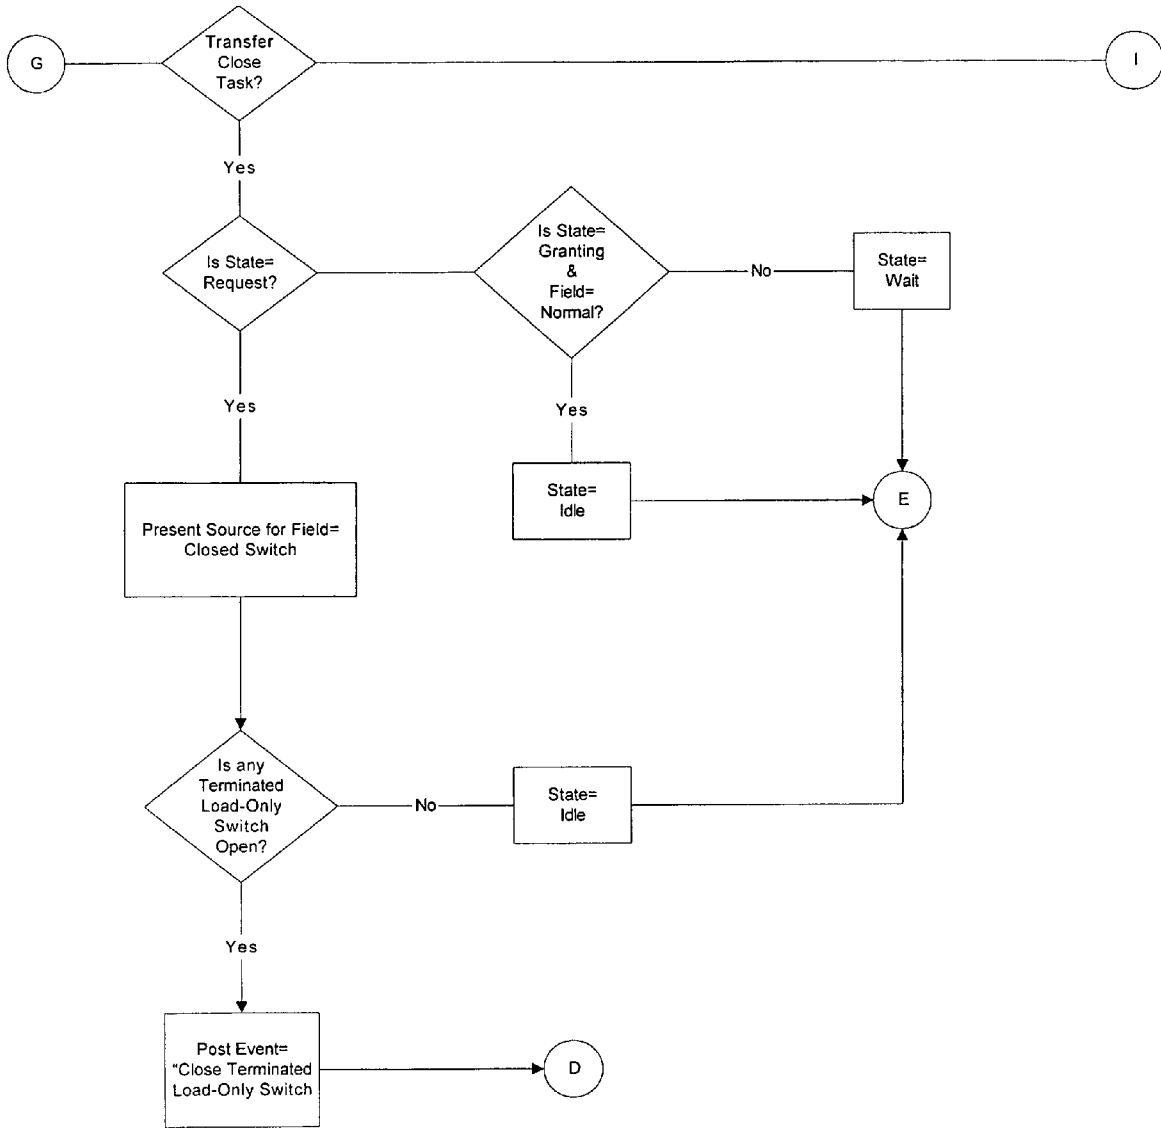 G
Transfer
Close
Task?
I
Yes
Is State=
Request?
Is State=
Granting
&
Field=
Normal?
No
State=
Wait
Yes
Yes
State=
Idle
E
Present Source for Field=
Closed Switch
Is any
Terminated
Load-Only
Switch
Open?
No
State=
Idle
Yes
Post Event=
"Close Terminated
Load-Only Switch
D